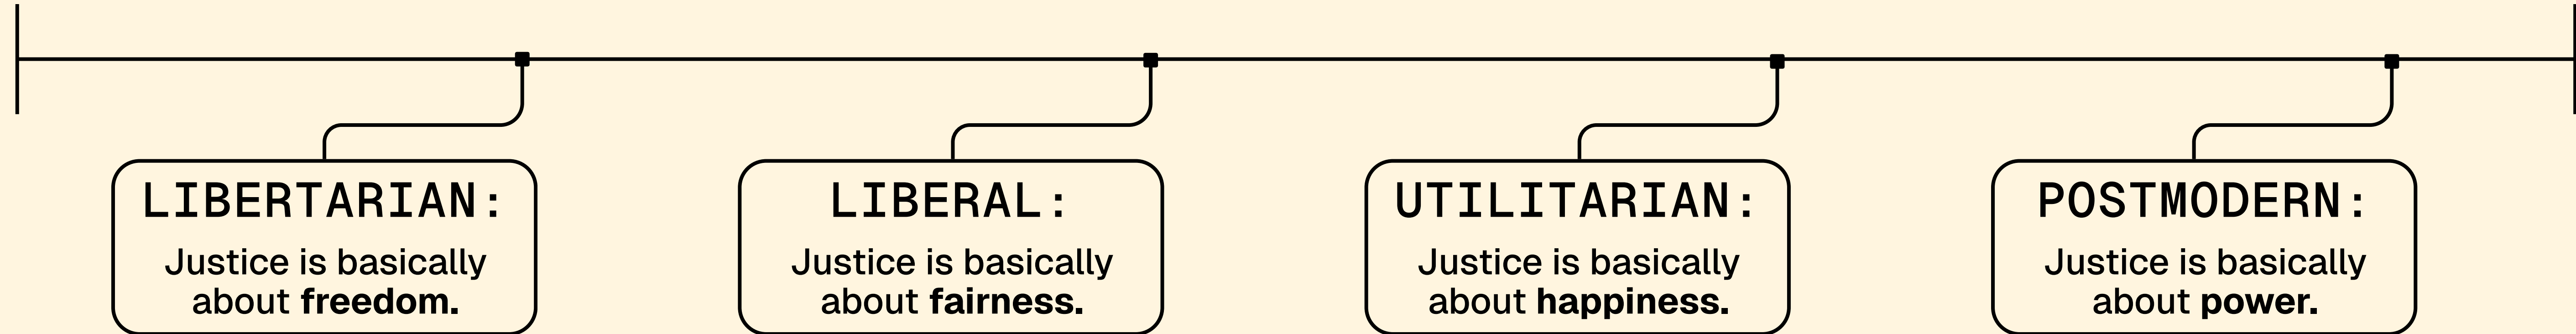 LIBERTARIAN:
Justice is basically
about freedom.
LIBERAL:
Justice is basically
about fairness.
UTILITARIAN:
Justice is basically
about happiness.
POSTMODERN:
Justice is basically
about power.